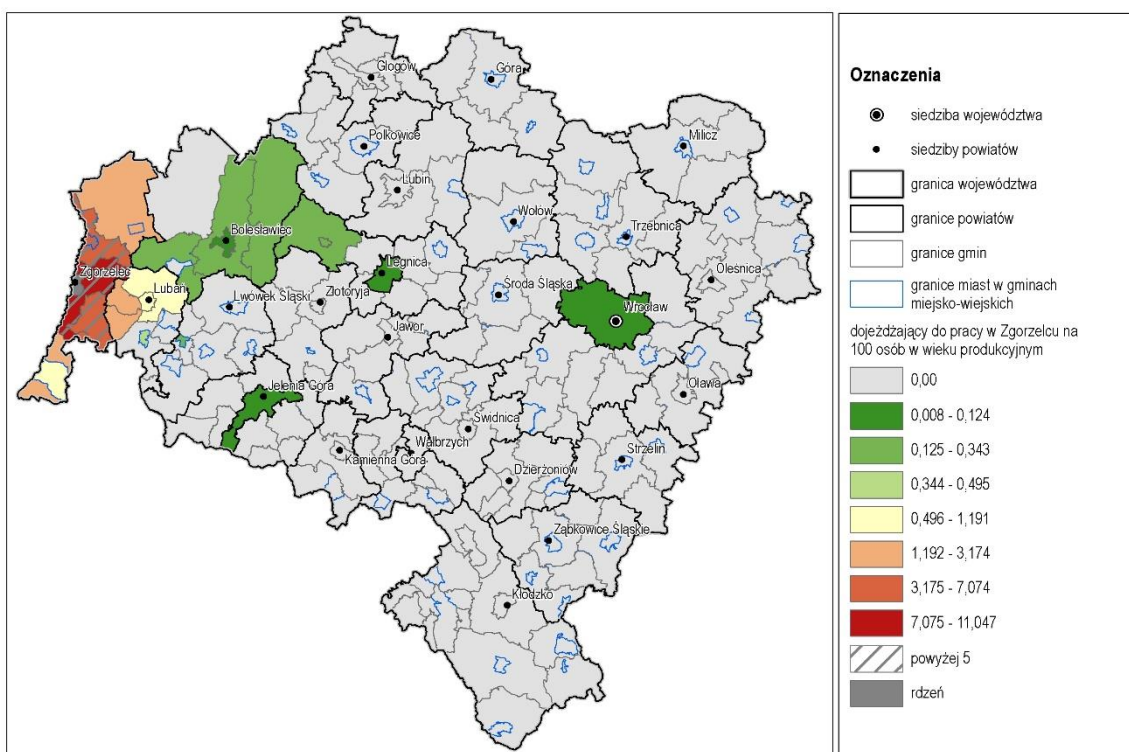 Głogów
Góra
Polkowice
Milicz
Lubin
Wołów
Trzebnica
Bolesławiec
Oleśnica
Legnica
Zgorzelec
Lubań
Lwówek Śląski
Złotoryja
Środa Śląska
Wrocław
Jawor
Jelenia Góra
Oława
Świdnica
Wałbrzych
Strzelin
Kamienna Góra
Dzierżoniów
Ząbkowice Śląskie
Kłodzko
Oznaczenia
siedziba województwa
siedziby powiatów
granica województwa
granice powiatów
granice gmin
granice miast w gminach
miejsko-wiejskich
dojeżdżający do pracy w Zgorzelcu na
100 osób w wieku produkcyjnym
0,00
0,008 - 0,124
0,125 - 0,343
0,344 - 0,495
0,496 - 1,191
1,192 - 3,174
3,175 - 7,074
7,075 - 11,047
powyżej 5
rdzeń